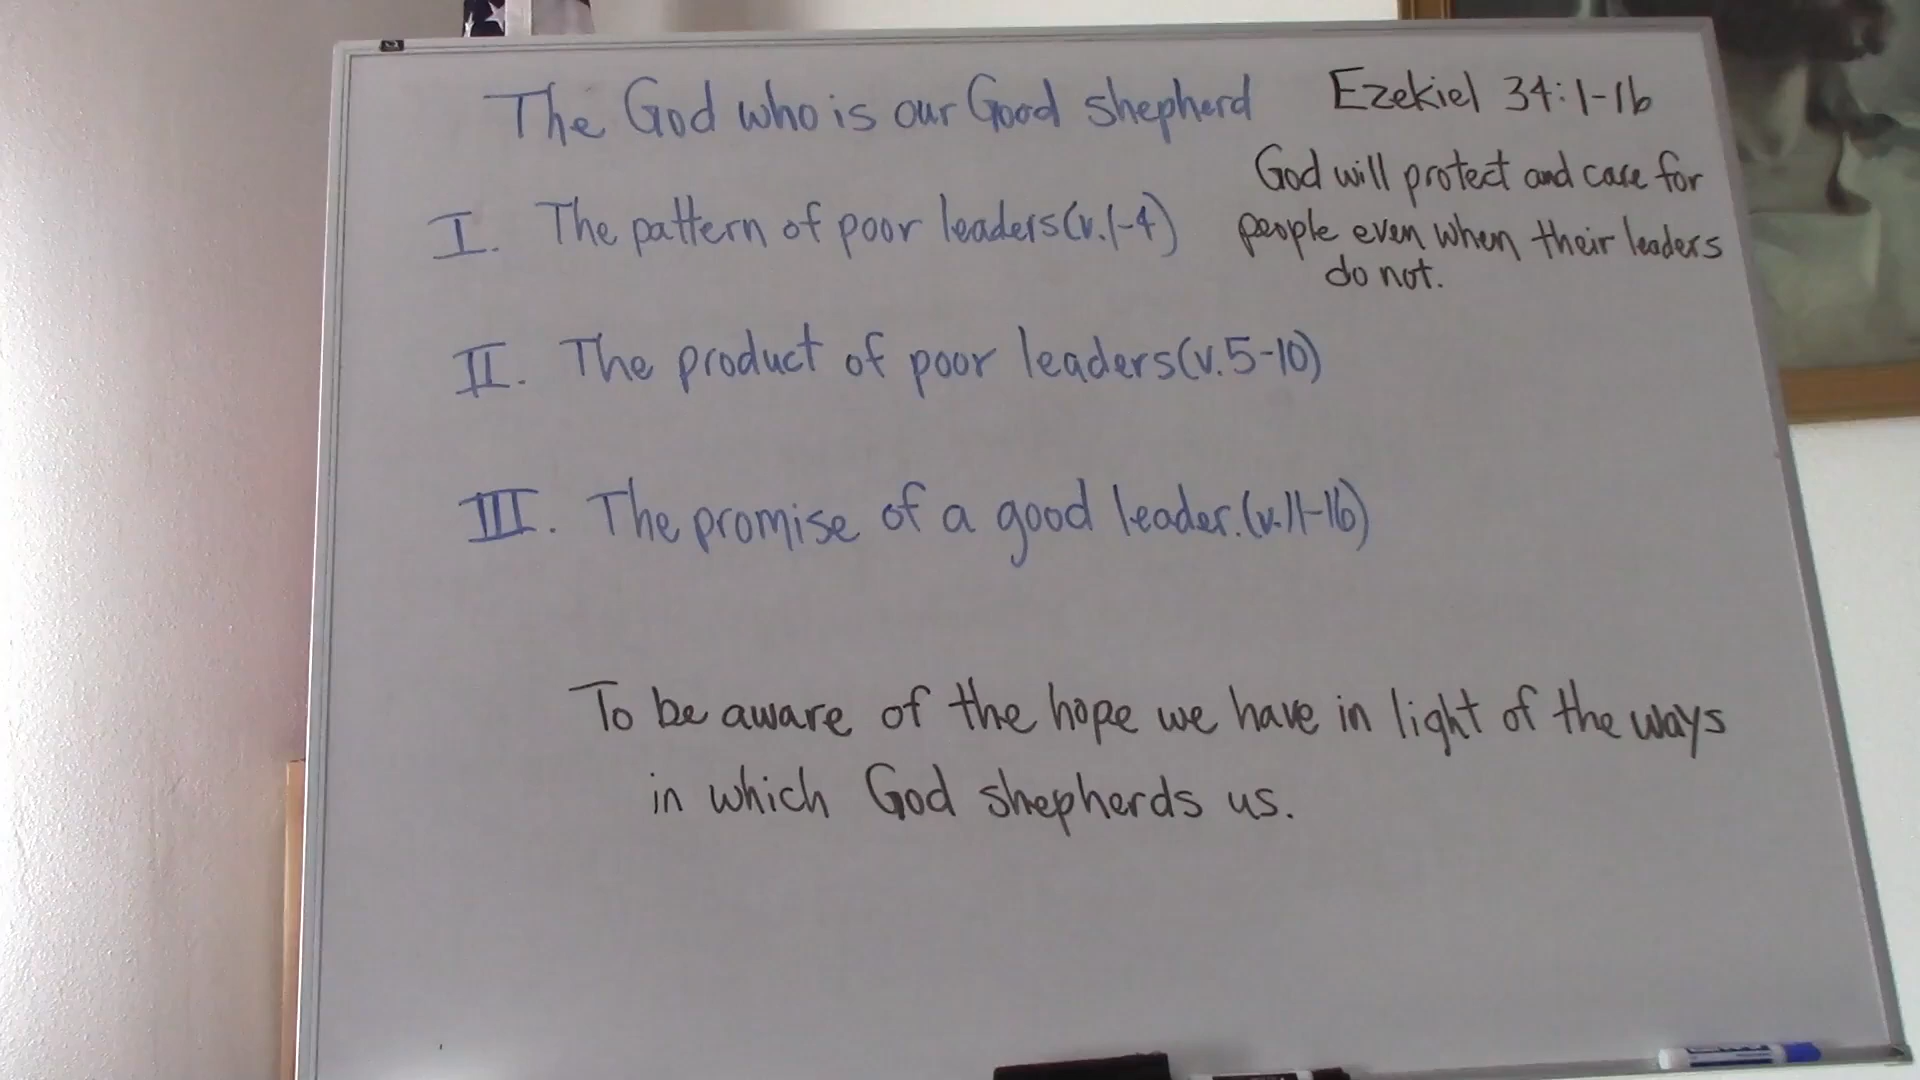 The God who is our Good shepherd
Ezekiel 34:1-16
God will protect and care for
people even when their leaders
do not.
I. The pattern of poor leaders (v.1-4)
II. The product of poor leaders (v.5-10)
III. The promise of a good leader. (v.11-16)
To be aware of the hope we have in light of the ways
in which God shepherds us.